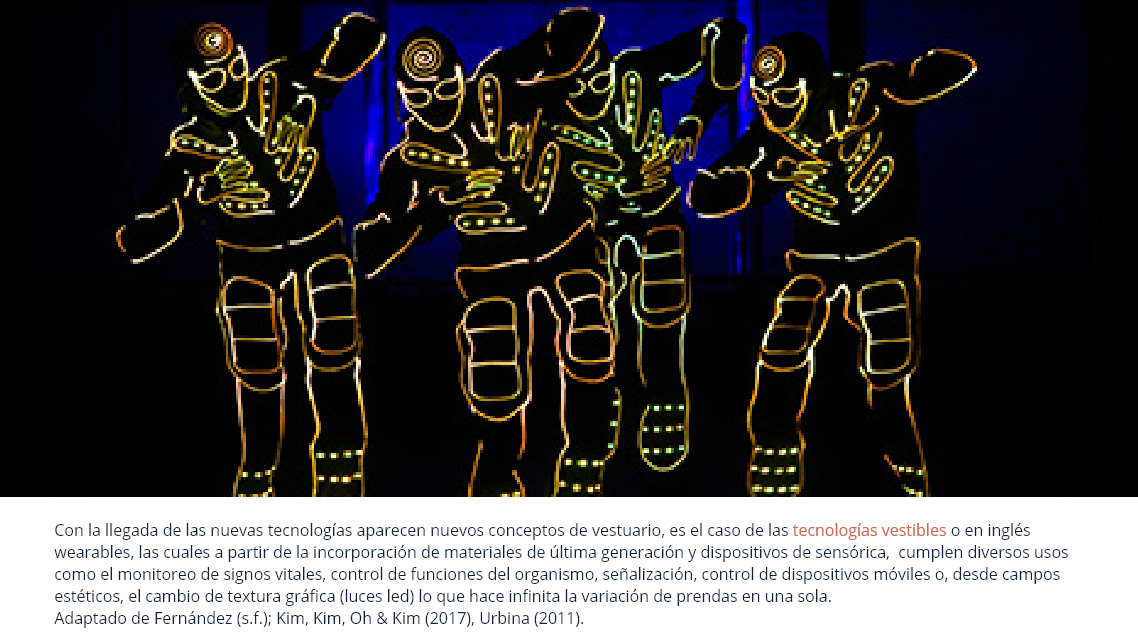 Con la llegada de las nuevas tecnologías aparecen nuevos conceptos de vestuario, es el caso de las tecnologías vestibles o en inglés
wearables, las cuales a partir de la incorporación de materiales de última generación y dispositivos de sensórica, cumplen diversos usos
como el monitoreo de signos vitales, control de funciones del organismo, señalización, control de dispositivos móviles o, desde campos
estéticos, el cambio de textura gráfica (luces led) lo que hace infinita la variación de prendas en una sola.
Adaptado de Fernández (s.f.); Kim, Kim, Oh & Kim (2017), Urbina (2011).